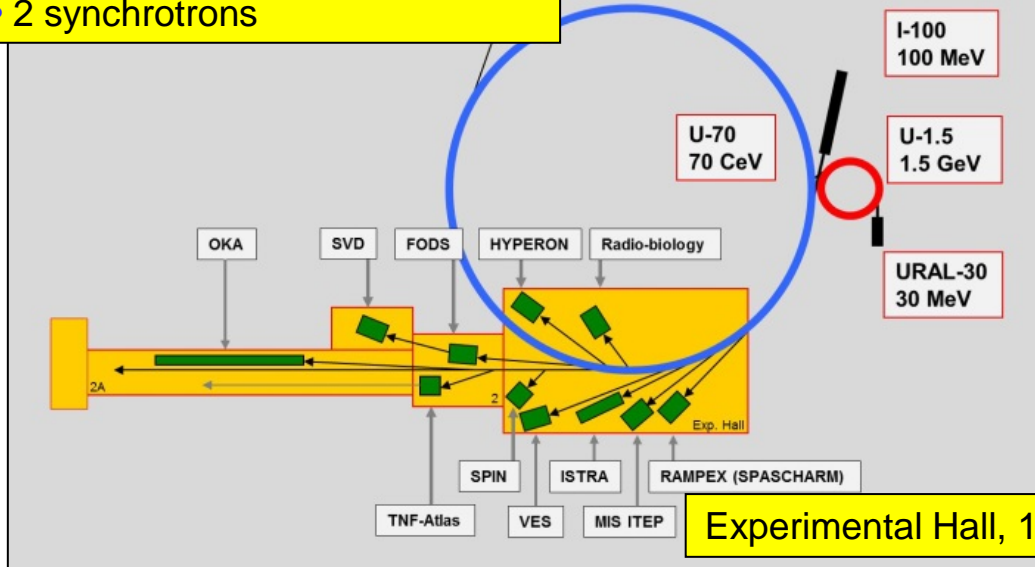 • 2 synchrotrons
I-100
100 MeV
U-70
70 CeV
U-1.5
1.5 GeV
URAL-30
30 MeV
OKA
SVD
FODS
HYPERON
Radio-biology
2A
2
Exp. Hall
SPIN
ISTRA
RAMPEX (SPASCHARM)
TNF-Atlas
VES
MIS ITEP
Experimental Hall, 1